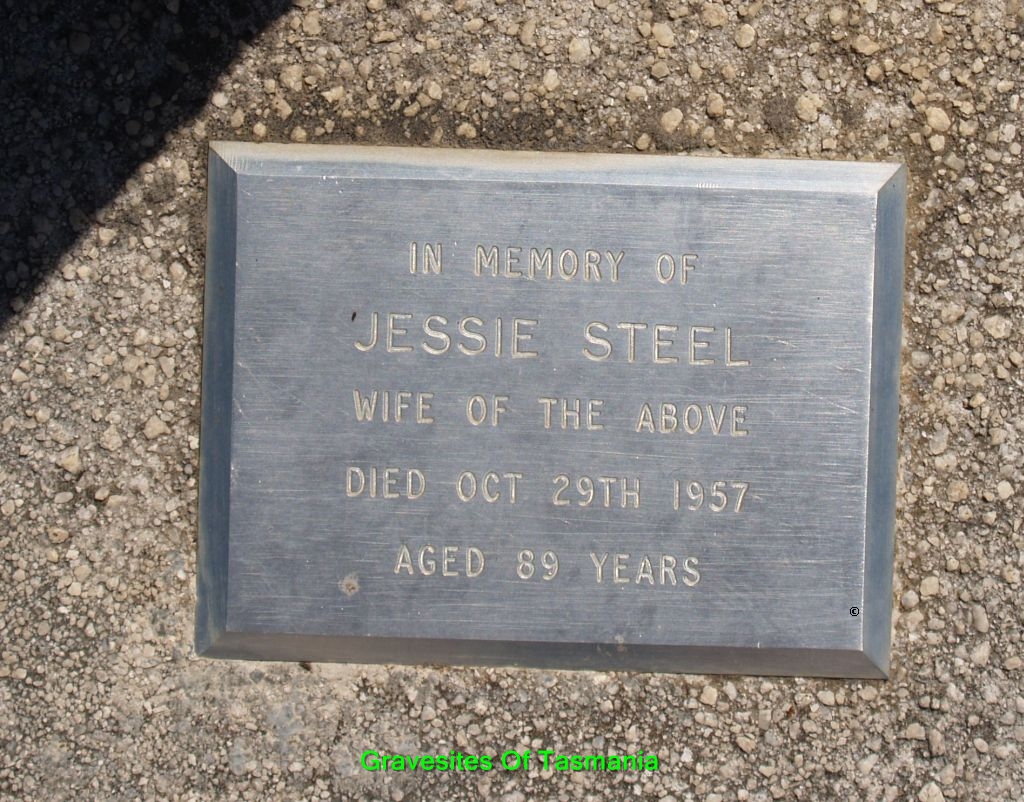 IN MEMORY OF
JESSIE STEEL
WIFE OF THE ABOVE
DIED OCT 29TH 1957
AGED 89 YEARS
©
Gravesites Of Tasmania